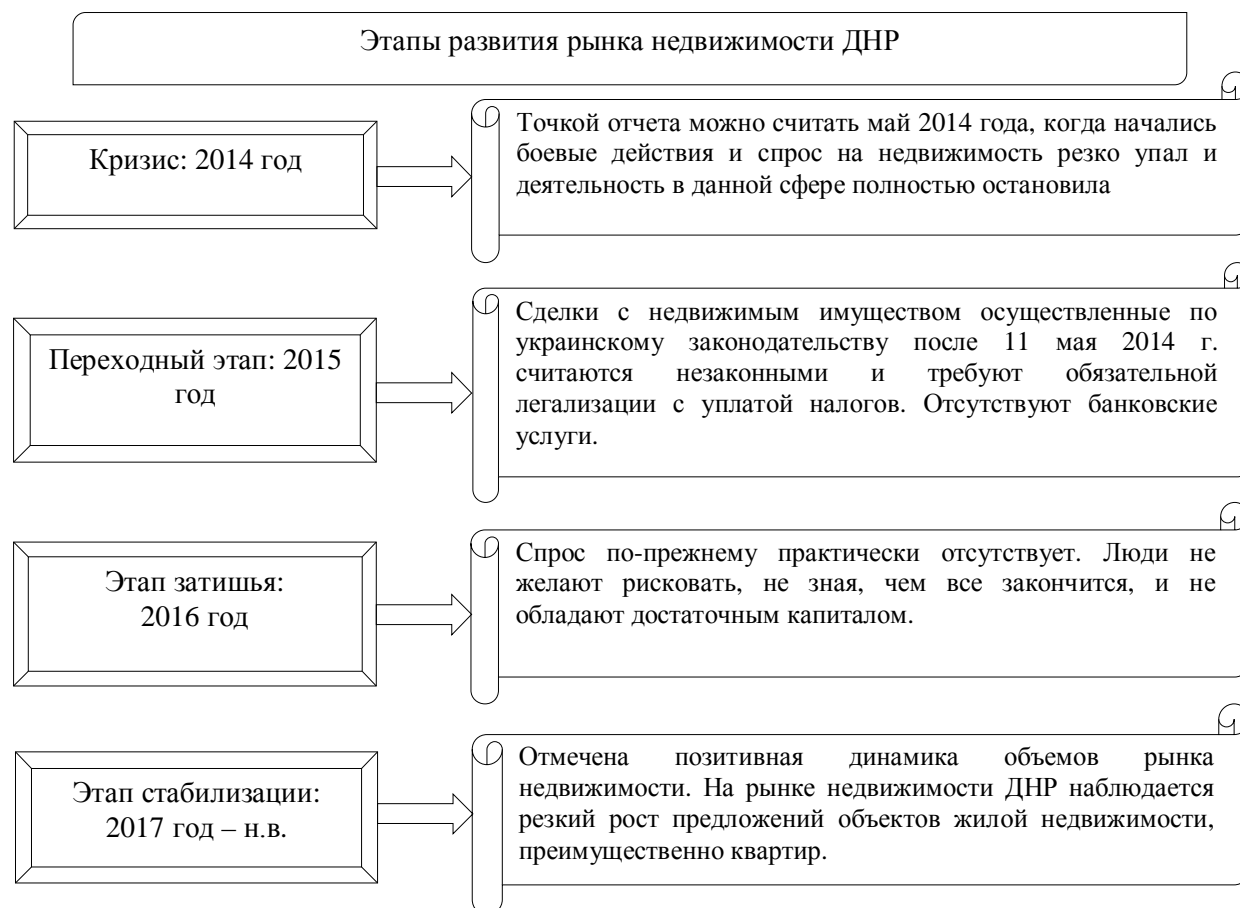 Этапы развития рынка недвижимости ДНР
Кризис: 2014 год
Точкой отчета можно считать май 2014 года, когда начались
боевые действия и спрос на недвижимость резко упал и
деятельность в данной сфере полностью остановила
Переходный этап: 2015
год
Сделки с недвижимым имуществом осуществленные по
украинскому законодательству после 11 мая 2014 г.
считаются незаконными и требуют обязательной
легализации с уплатой налогов. Отсутствуют банковские
услуги.
Этап затишья:
2016 год
Спрос по-прежнему практически отсутствует. Люди не
желают рисковать, не зная, чем все закончится, и не
обладают достаточным капиталом.
Этап стабилизации:
2017 год – н.в.
Отмечена позитивная динамика объемов рынка
недвижимости. На рынке недвижимости ДНР наблюдается
резкий рост предложений объектов жилой недвижимости,
преимущественно квартир.